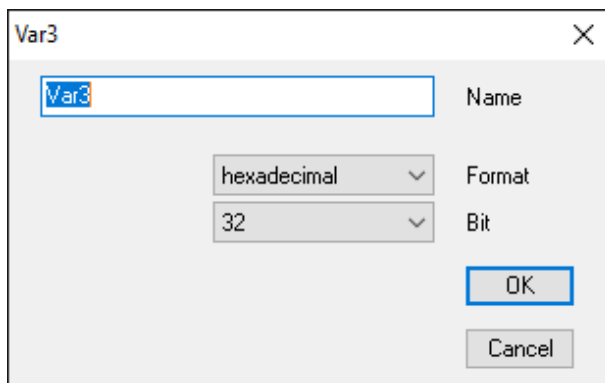 Var3
Var3 Name
hexadecimal Format
32 Bit
OK
Cancel